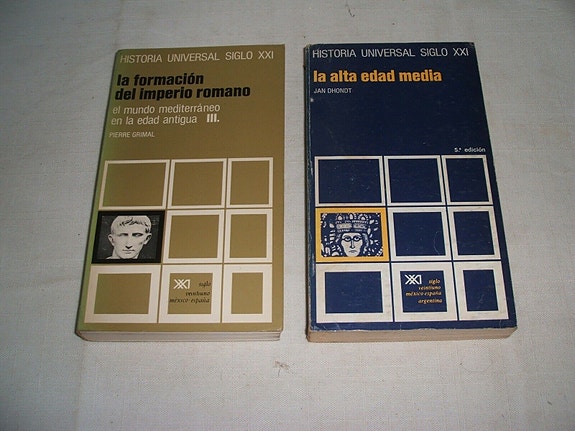 HISTORIA UNIVERSAL SIGLO XXI
la formación
del imperio romano
el mundo mediterráneo
en la edad antigua III.
PIERRE GRIMAL
XXI
siglo
veintiuno
méxico-españa
HISTORIA UNIVERSAL SIGLO XXI
la alta edad media
JAN DHONDT
5.ª edición
XXI
siglo
veintiuno
méxico-españa
argentina